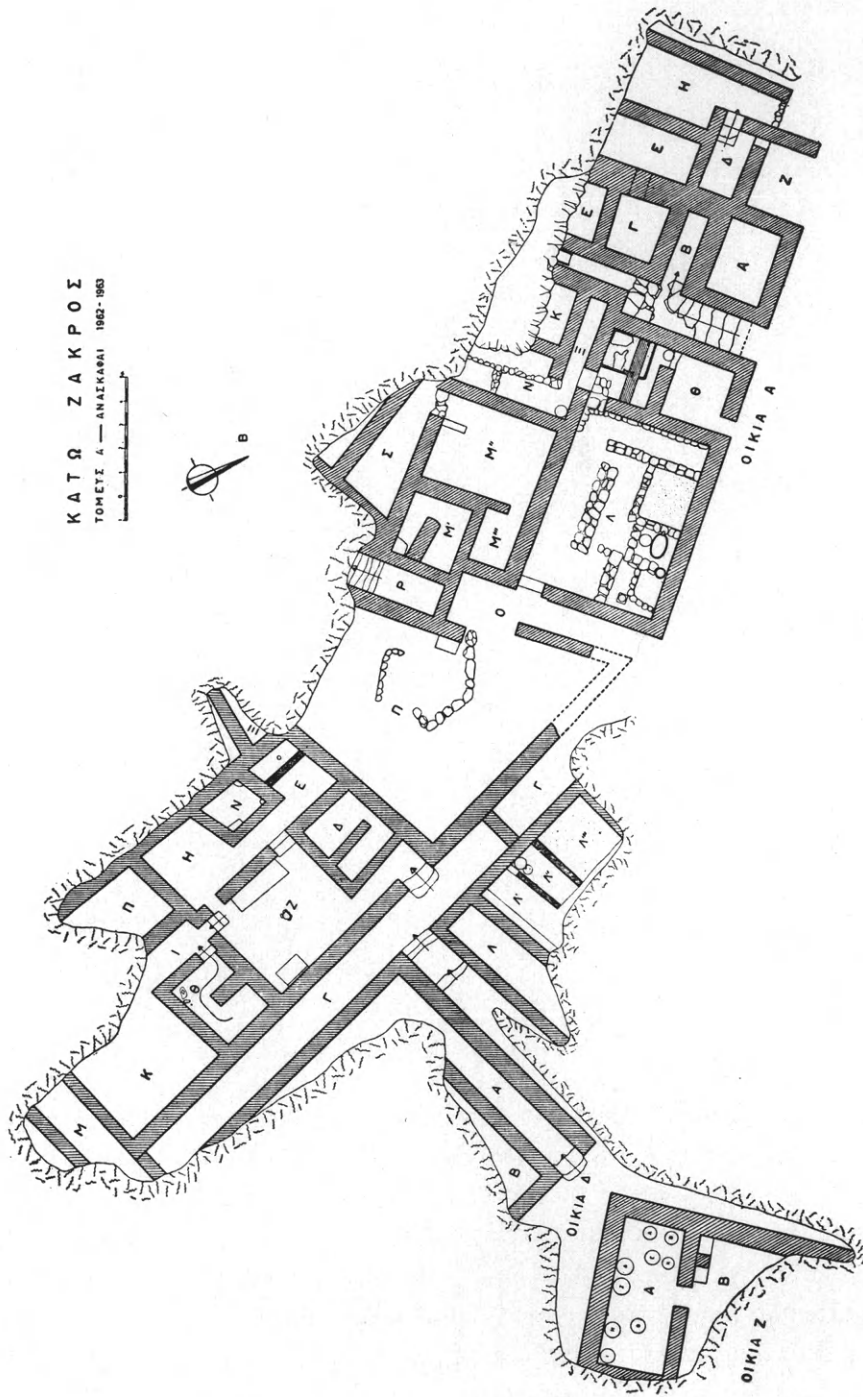 ΚΑΤΩ ΖΑΚΡΟΣ
ΤΟΜΕΥΣ Α — ΑΝΑΣΚΑΦΑΙ 1962-1963
Β
Η
Ε
Δ
Ζ
Ε
Γ
Β
Α
Κ
Ν
Θ
ΟΙΚΙΑ Α
Σ
Μ"
Μ'
Μ'"
Λ
Ρ
Ο
Π
Ν
Ε
Δ
Η
Ζ
Π
Ι
Θ
Κ
Μ
Γ
Γ
Λ
Α
Β
ΟΙΚΙΑ Δ
Α
Β
ΟΙΚΙΑ Ζ